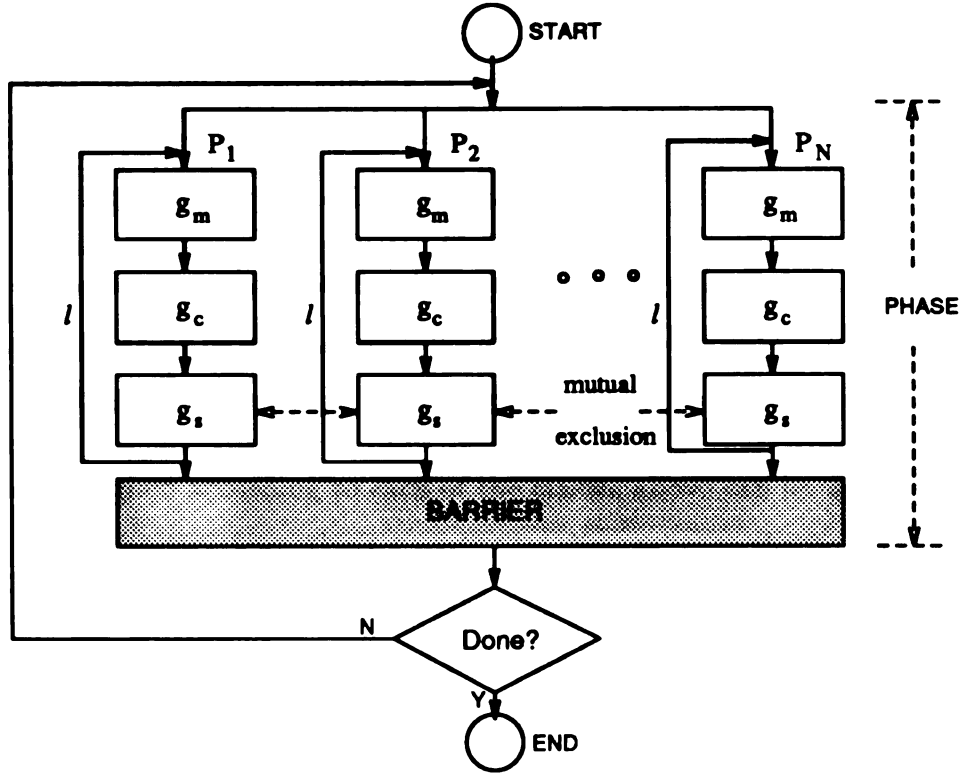 START
P1 P2 PN
gm gm gm
l gc l gc l gc
PHASE
gs gs gs
mutual
exclusion
BARRIER
N
Done?
Y
END